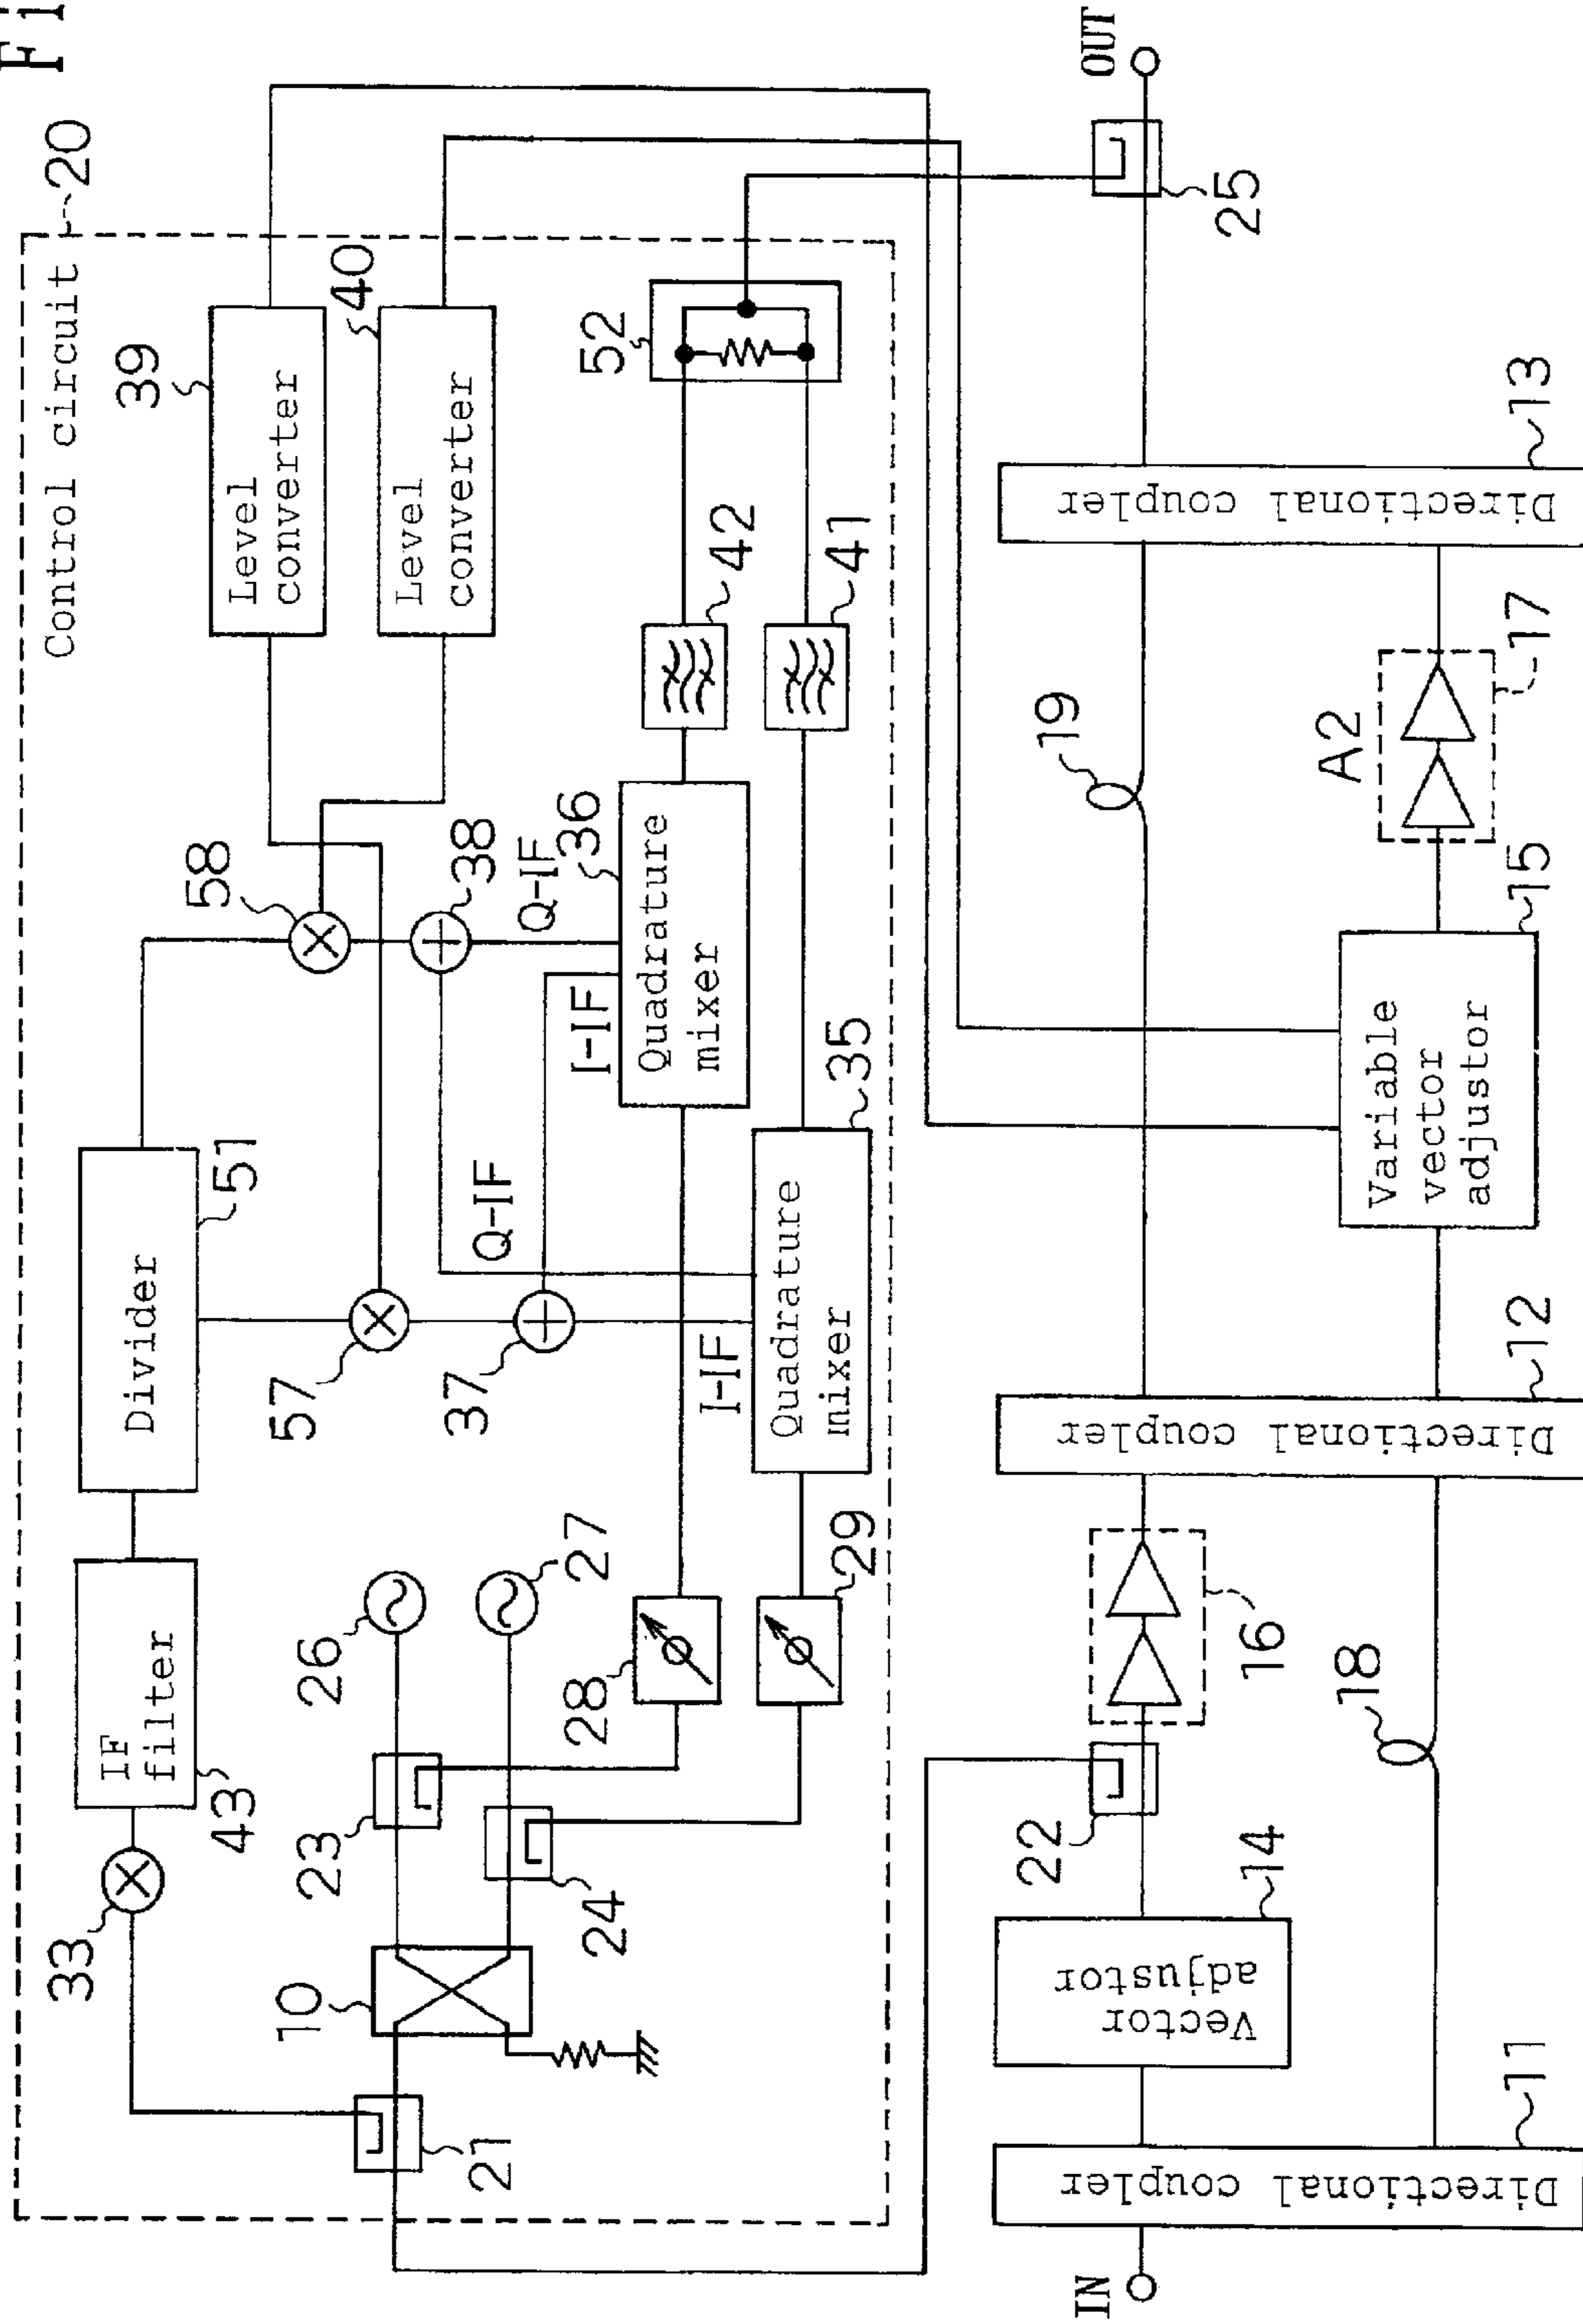 Fi
Control circuit
20
39
Level
converter
40
Level
converter
52
42
41
58
38
Q-IF
36
I-IF
Quadrature
mixer
35
Quadrature
mixer
Q-IF
I-IF
51
Divider
57
37
IF
filter
43
33
26
27
28
29
23
24
10
21
OUT
25
13
Directional coupler
17
A2
19
15
Variable
vector
adjustor
12
Directional coupler
16
18
22
14
Vector
adjustor
11
Directional coupler
IN